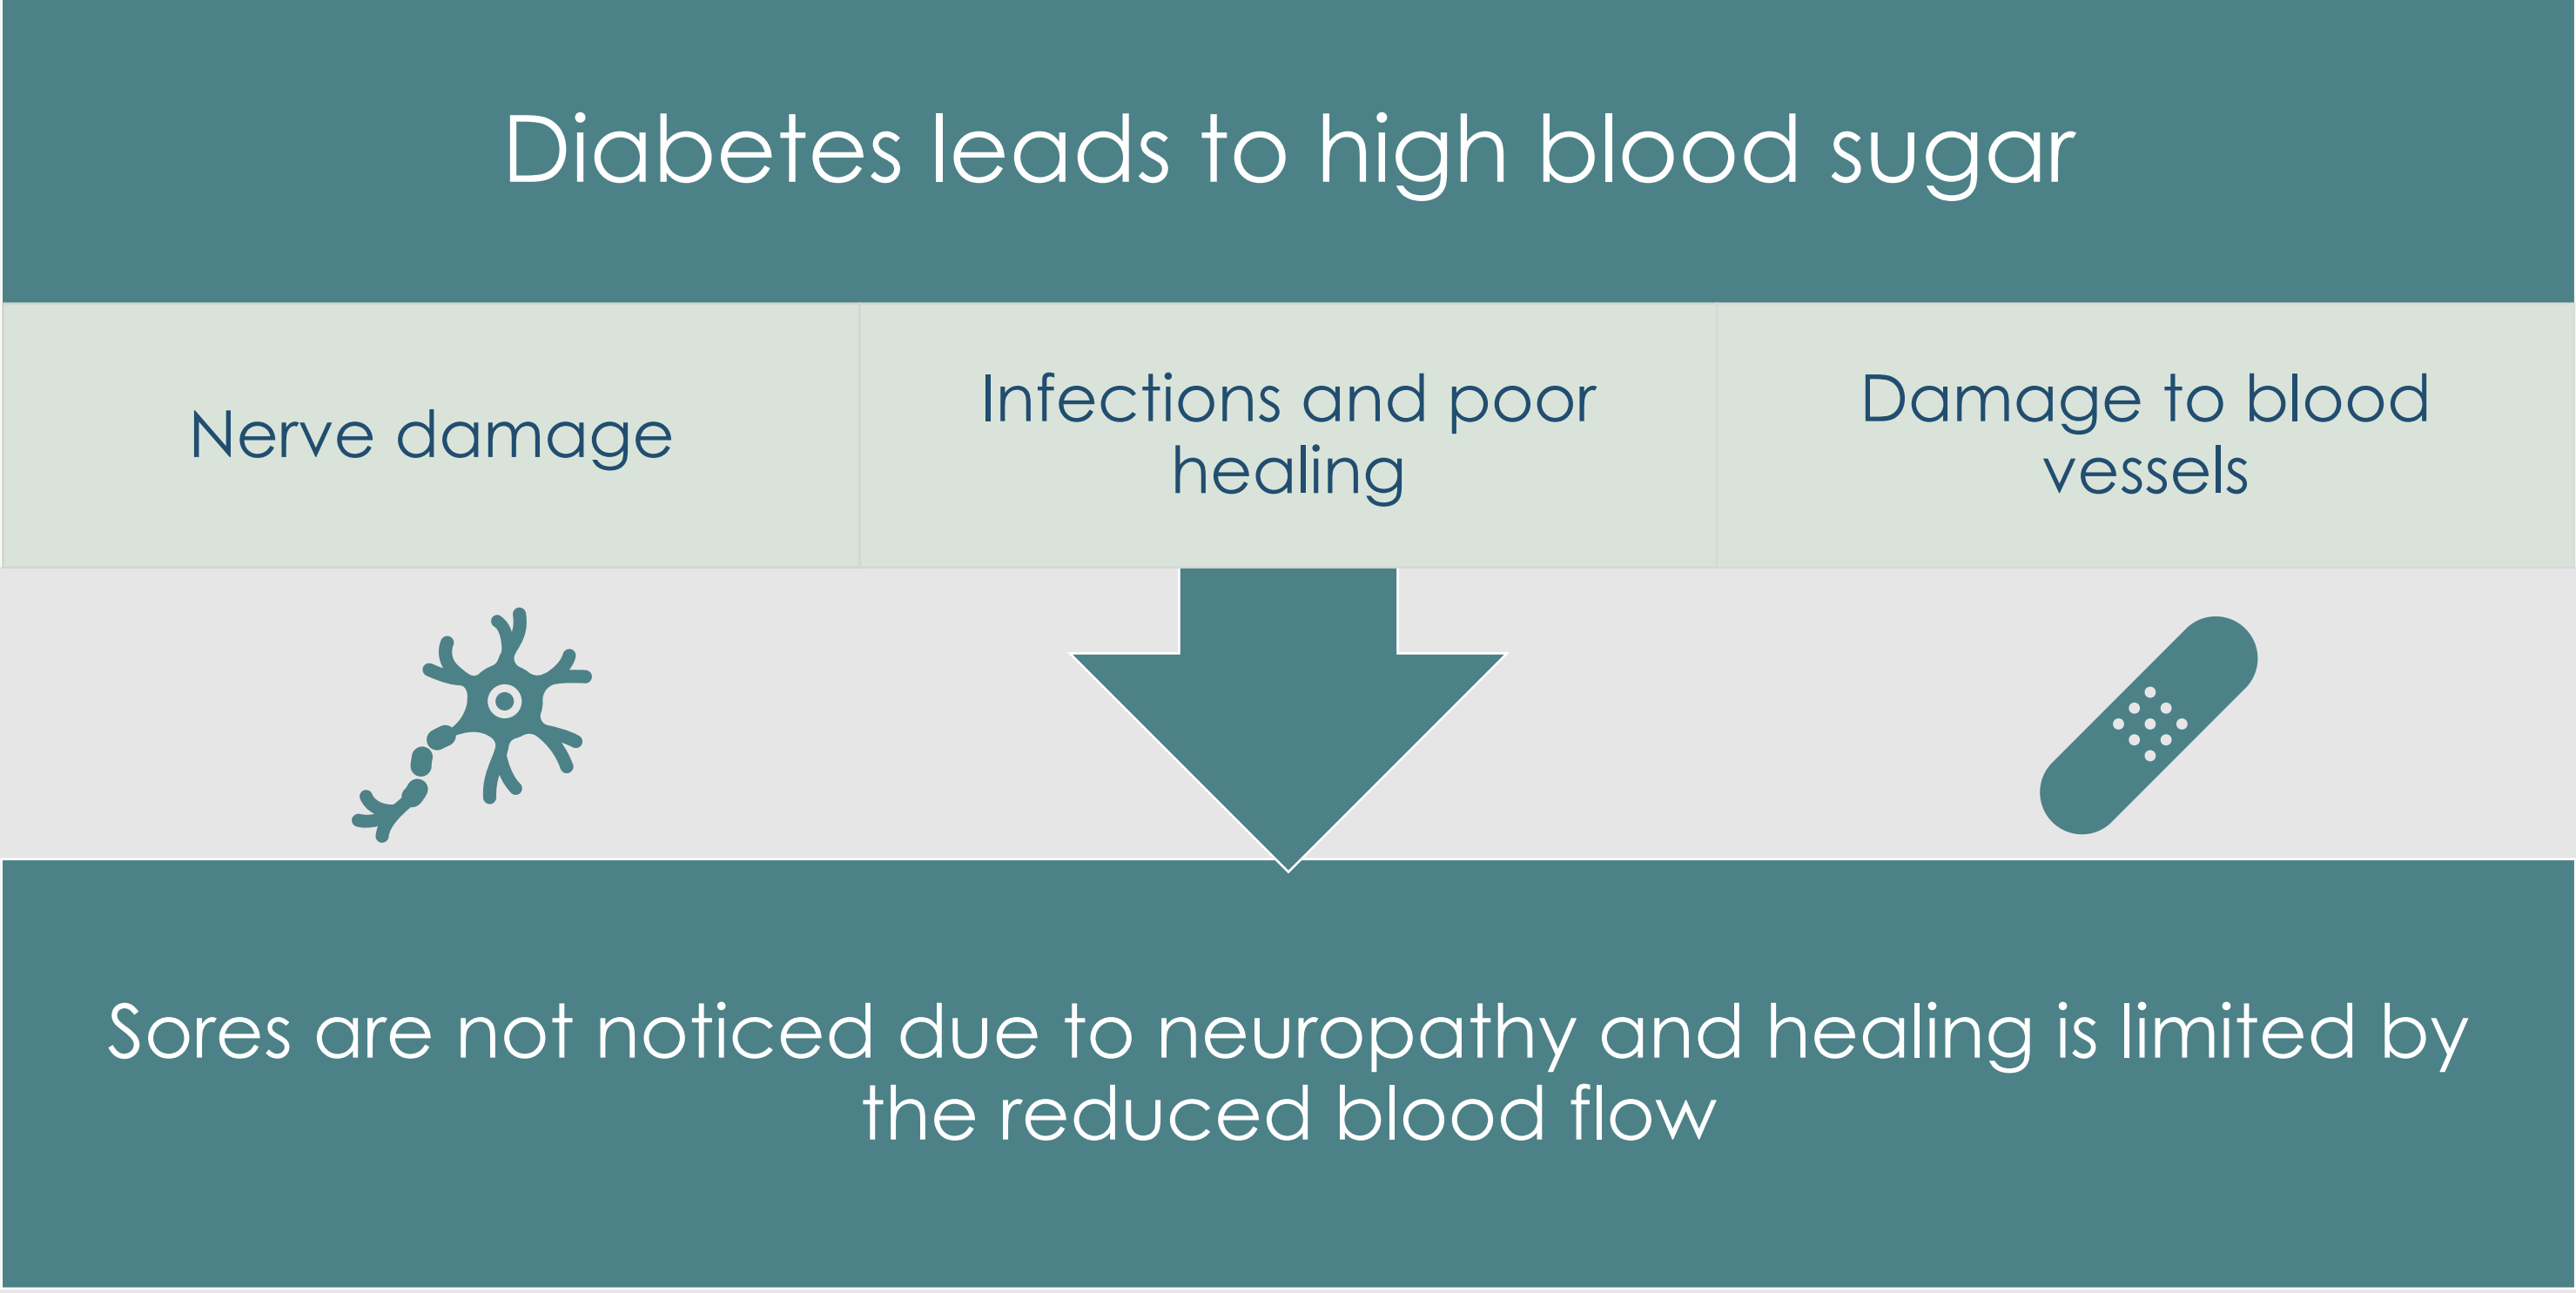 Diabetes leads to high blood sugar
Nerve damage
Infections and poor
healing
Damage to blood
vessels
Sores are not noticed due to neuropathy and healing is limited by
the reduced blood flow